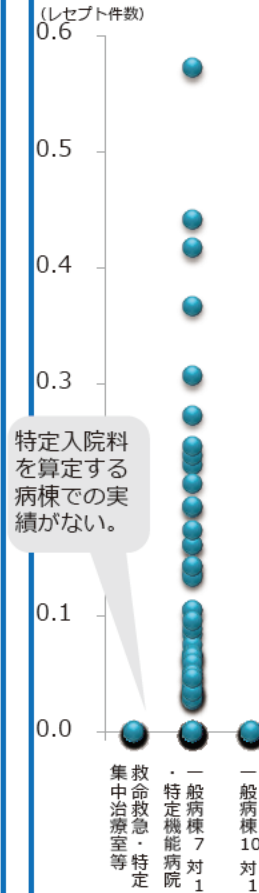 (レセプト件数)
0.6
0.5
0.4
0.3
特定入院料
を算定する
病棟での実
績がない。
0.1
0.0
救命救急・特定
集中治療室等
一般病棟7対1
・特定機能病院
一般病棟10対1